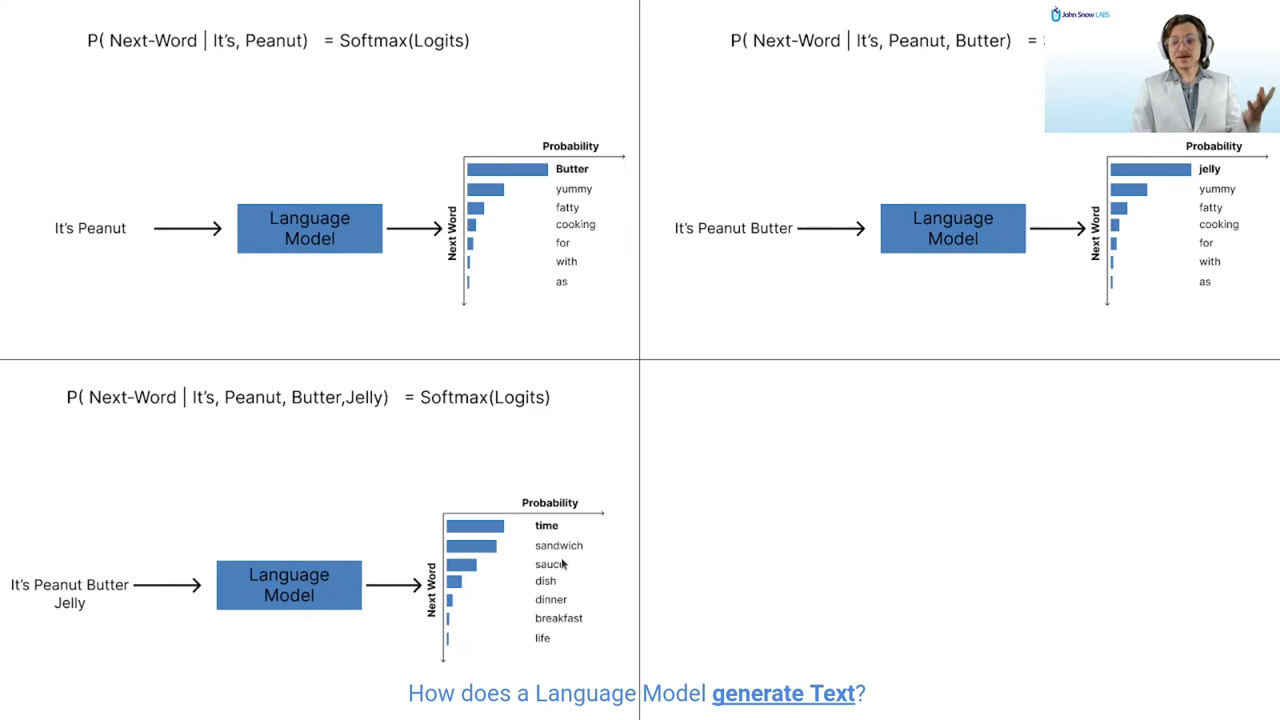 P( Next-Word | It's, Peanut) = Softmax(Logits)
It's Peanut
Language
Model
Probability
Next Word
Butter
yummy
fatty
cooking
for
with
as
John Snow LABS
P( Next-Word | It's, Peanut, Butter) =
It's Peanut Butter
Language
Model
Probability
Next Word
jelly
yummy
fatty
cooking
for
with
as
P( Next-Word | It's, Peanut, Butter,Jelly) = Softmax(Logits)
It's Peanut Butter
Jelly
Language
Model
Probability
Next Word
time
sandwich
sauce
dish
dinner
breakfast
life
How does a Language Model generate Text?